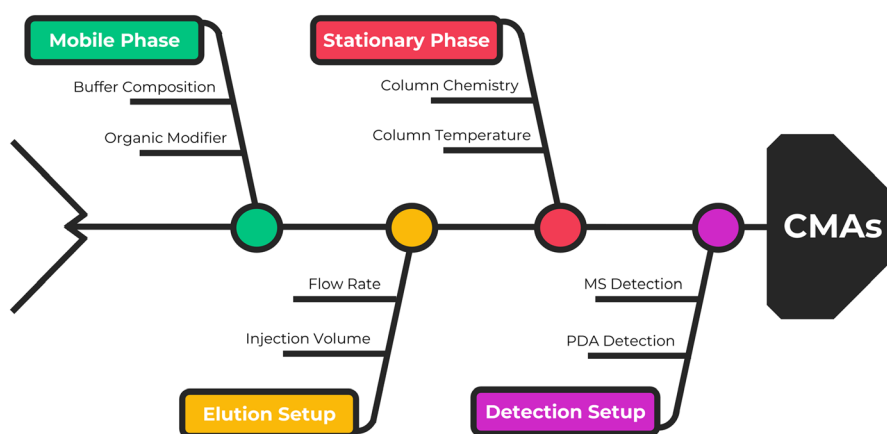 Mobile Phase
Stationary Phase
Buffer Composition
Column Chemistry
Organic Modifier
Column Temperature
CMAs
Flow Rate
MS Detection
Injection Volume
PDA Detection
Elution Setup
Detection Setup